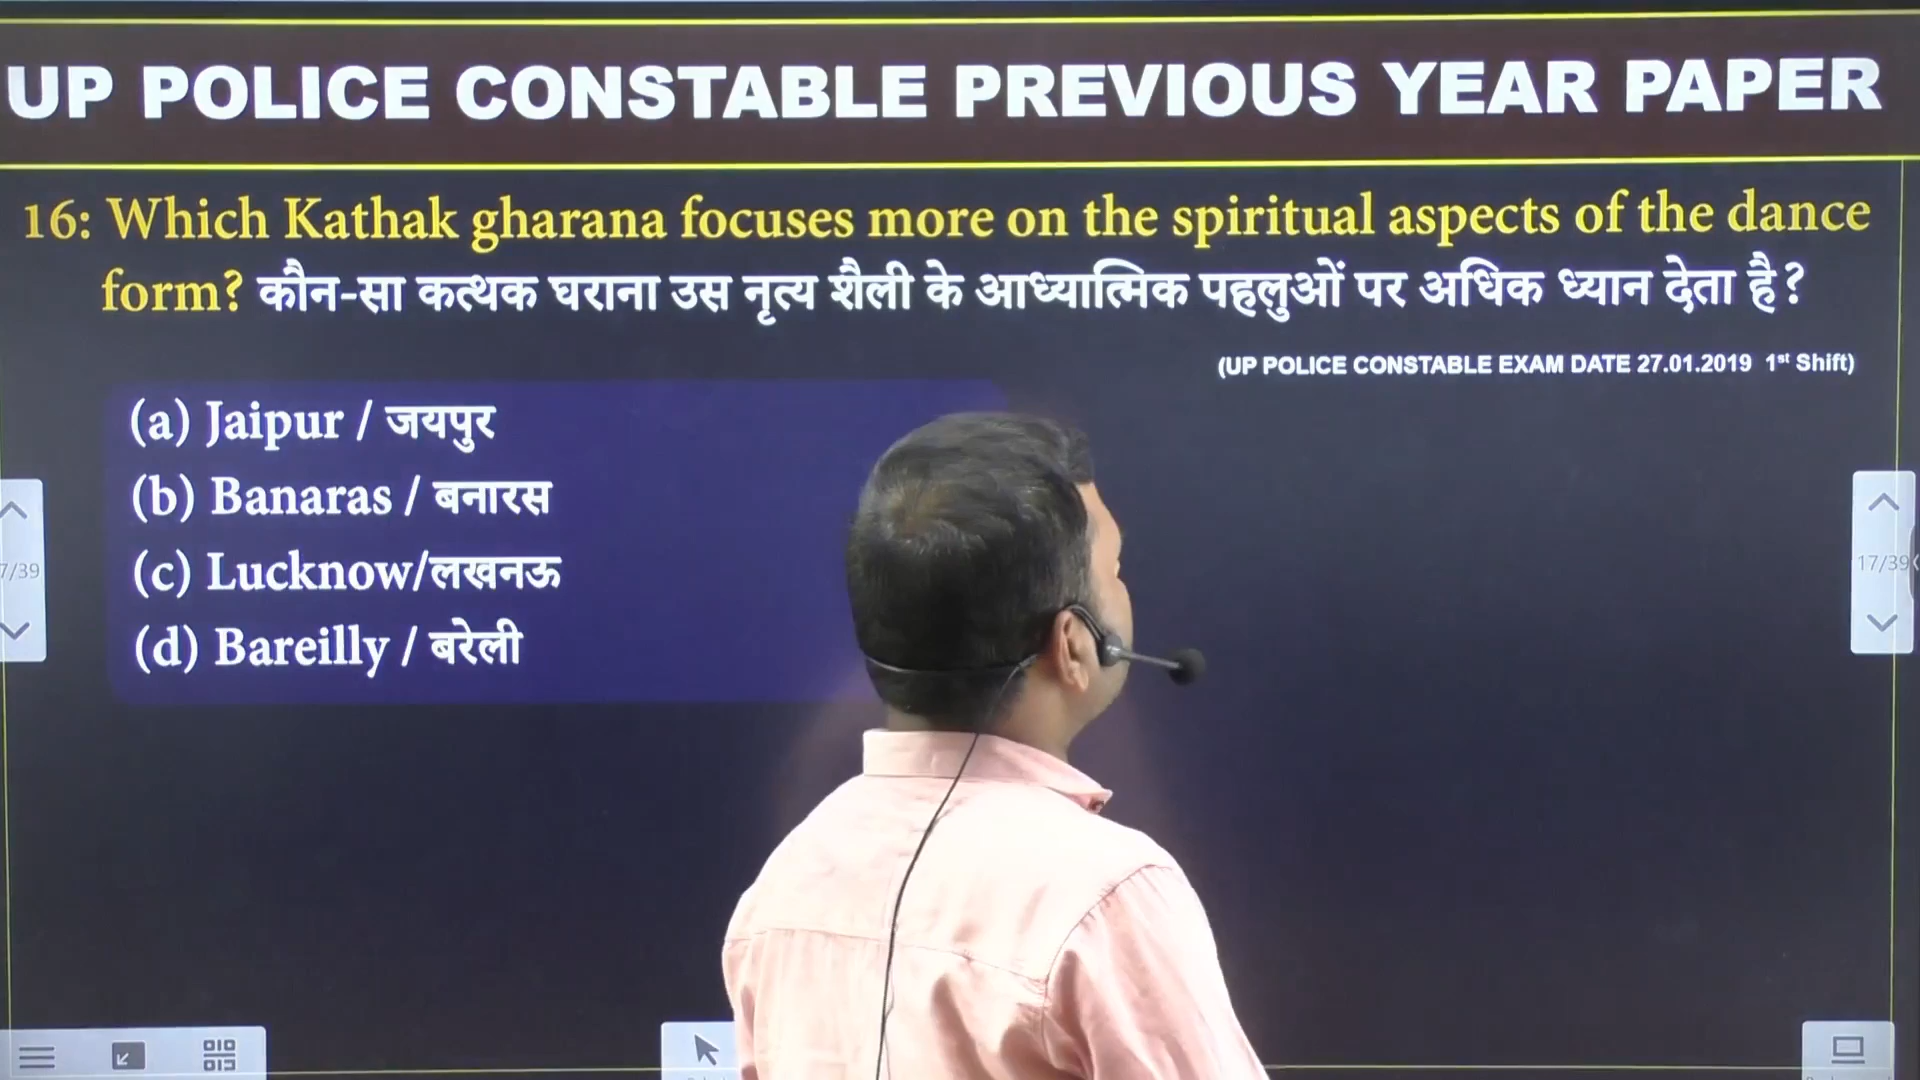 UP POLICE CONSTABLE PREVIOUS YEAR PAPER
16: Which Kathak gharana focuses more on the spiritual aspects of the dance
form? कौन-सा कत्थक घराना उस नृत्य शैली के आध्यात्मिक पहलुओं पर अधिक ध्यान देता है?
(UP POLICE CONSTABLE EXAM DATE 27.01.2019 1st Shift)
(a) Jaipur / जयपुर
(b) Banaras / बनारस
(c) Lucknow/लखनऊ
(d) Bareilly / बरेली
7/39
17/39